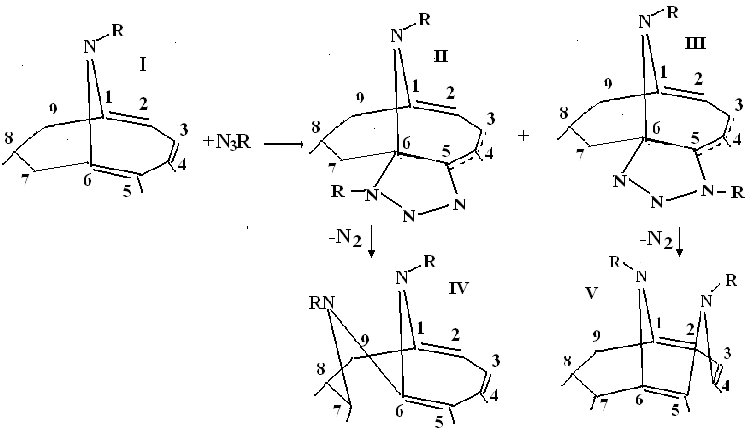 N R
I
1 2 3 4 5 6 7 8 9
+N3R
N R
II
1 2 3 4 5 6 7 8 9
R N N N
+
N R
III
1 2 3 4 5 6 7 8 9
N N N R
-N2
-N2
RN N R
IV
1 2 3 4 5 6 7 8 9
R N N R
V
1 2 3 4 5 6 7 8 9